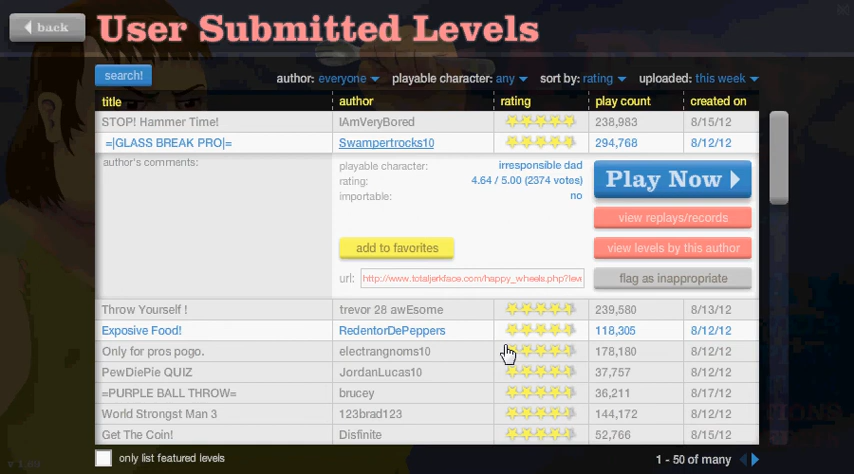 back
User Submitted Levels
search!
author: everyone playable character: any sort by: rating uploaded: this week
title author rating play count created on
STOP! Hammer Time! IAmVeryBored 238,983 8/15/12
=|GLASS BREAK PRO|= Swampertrocks10 294,768 8/12/12
author's comments:
playable character: irresponsible dad
rating: 4.64 / 5.00 (2374 votes)
importable: no
Play Now
view replays/records
add to favorites
view levels by this author
url: http://www.totaljerkface.com/happy_wheels.php?leve
flag as inappropriate
Throw Yourself ! trevor 28 awEsome 239,580 8/13/12
Exposive Food! RedentorDePeppers 118,305 8/12/12
Only for pros pogo. electrangnoms10 178,180 8/12/12
PewDiePie QUIZ JordanLucas10 37,757 8/12/12
=PURPLE BALL THROW= brucey 36,211 8/17/12
World Strongst Man 3 123brad123 144,172 8/12/12
Get The Coin! Disfinite 52,766 8/15/12
only list featured levels
1 - 50 of many